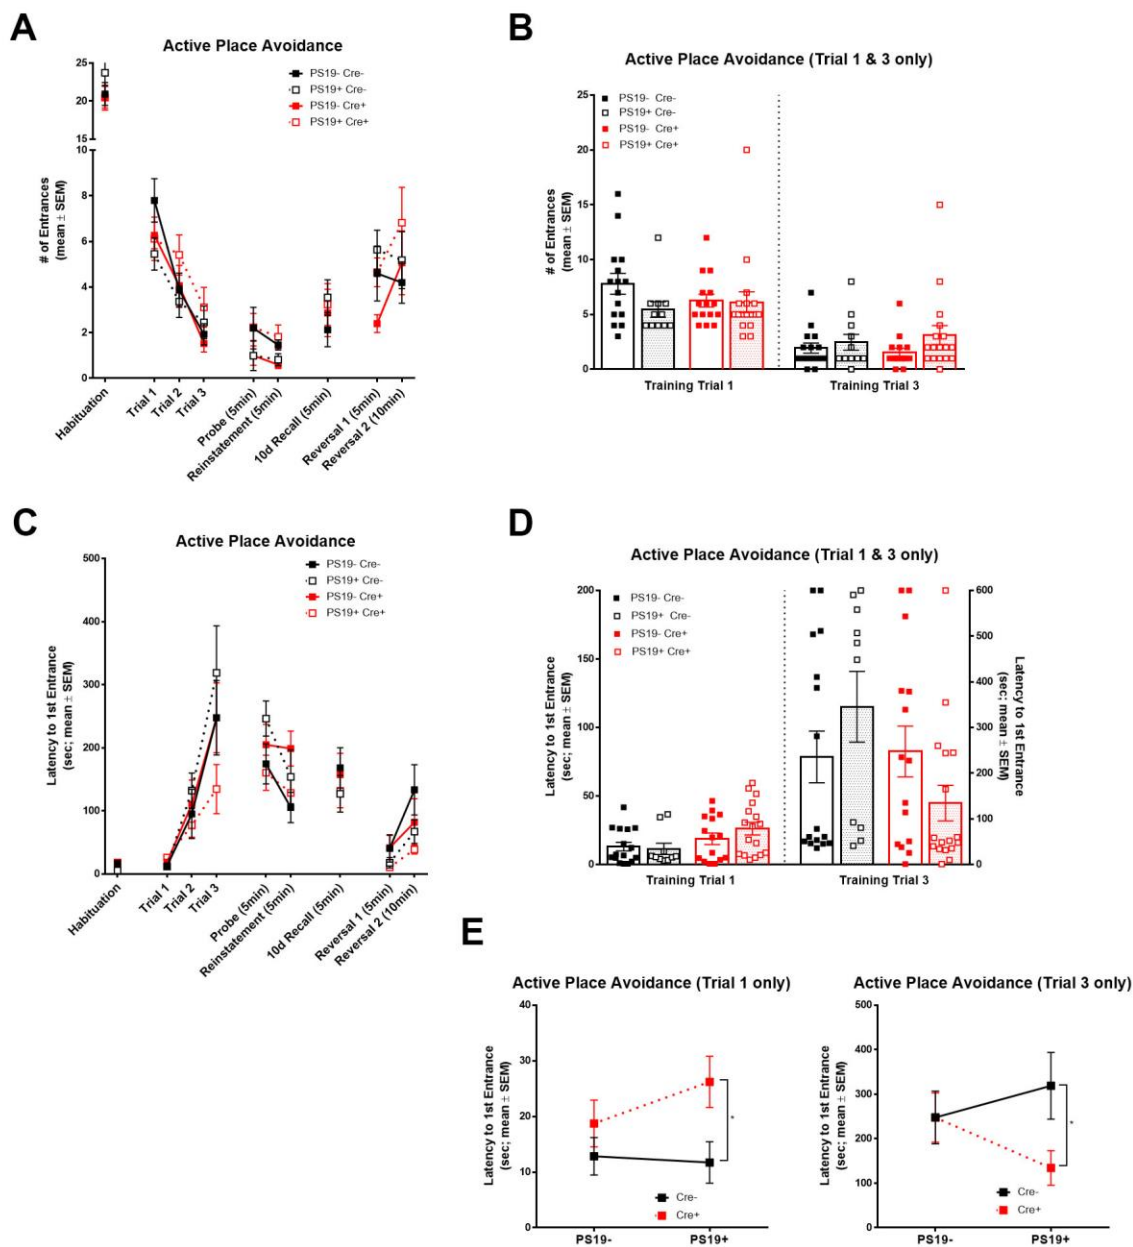 A
Active Place Avoidance
PS19- Cre-
PS19+ Cre-
PS19- Cre+
PS19+ Cre+
# of Entrances
(mean ± SEM)
25
20
15
8
6
4
2
0
Habituation
Trial 1
Trial 2
Trial 3
Probe (5min)
Reinstatement (5min)
10d Recall (5min)
Reversal 1 (5min)
Reversal 2 (10min)
B
Active Place Avoidance (Trial 1 & 3 only)
PS19- Cre-
PS19+ Cre-
PS19- Cre+
PS19+ Cre+
# of Entrances
(mean ± SEM)
25
20
15
10
5
0
Training Trial 1
Training Trial 3
C
Active Place Avoidance
PS19- Cre-
PS19+ Cre-
PS19- Cre+
PS19+ Cre+
Latency to 1st Entrance
(sec; mean ± SEM)
500
400
300
200
100
0
Habituation
Trial 1
Trial 2
Trial 3
Probe (5min)
Reinstatement (5min)
10d Recall (5min)
Reversal 1 (5min)
Reversal 2 (10min)
D
Active Place Avoidance (Trial 1 & 3 only)
PS19- Cre-
PS19+ Cre-
PS19- Cre+
PS19+ Cre+
Latency to 1st Entrance
(sec; mean ± SEM)
200
150
100
50
0
600
500
400
300
200
100
0
Latency to 1st Entrance
(sec; mean ± SEM)
Training Trial 1
Training Trial 3
E
Active Place Avoidance (Trial 1 only)
Latency to 1st Entrance
(sec; mean ± SEM)
40
30
20
10
0
*
Cre-
Cre+
PS19-
PS19+
Active Place Avoidance (Trial 3 only)
Latency to 1st Entrance
(sec; mean ± SEM)
500
400
300
200
100
0
*
Cre-
Cre+
PS19-
PS19+